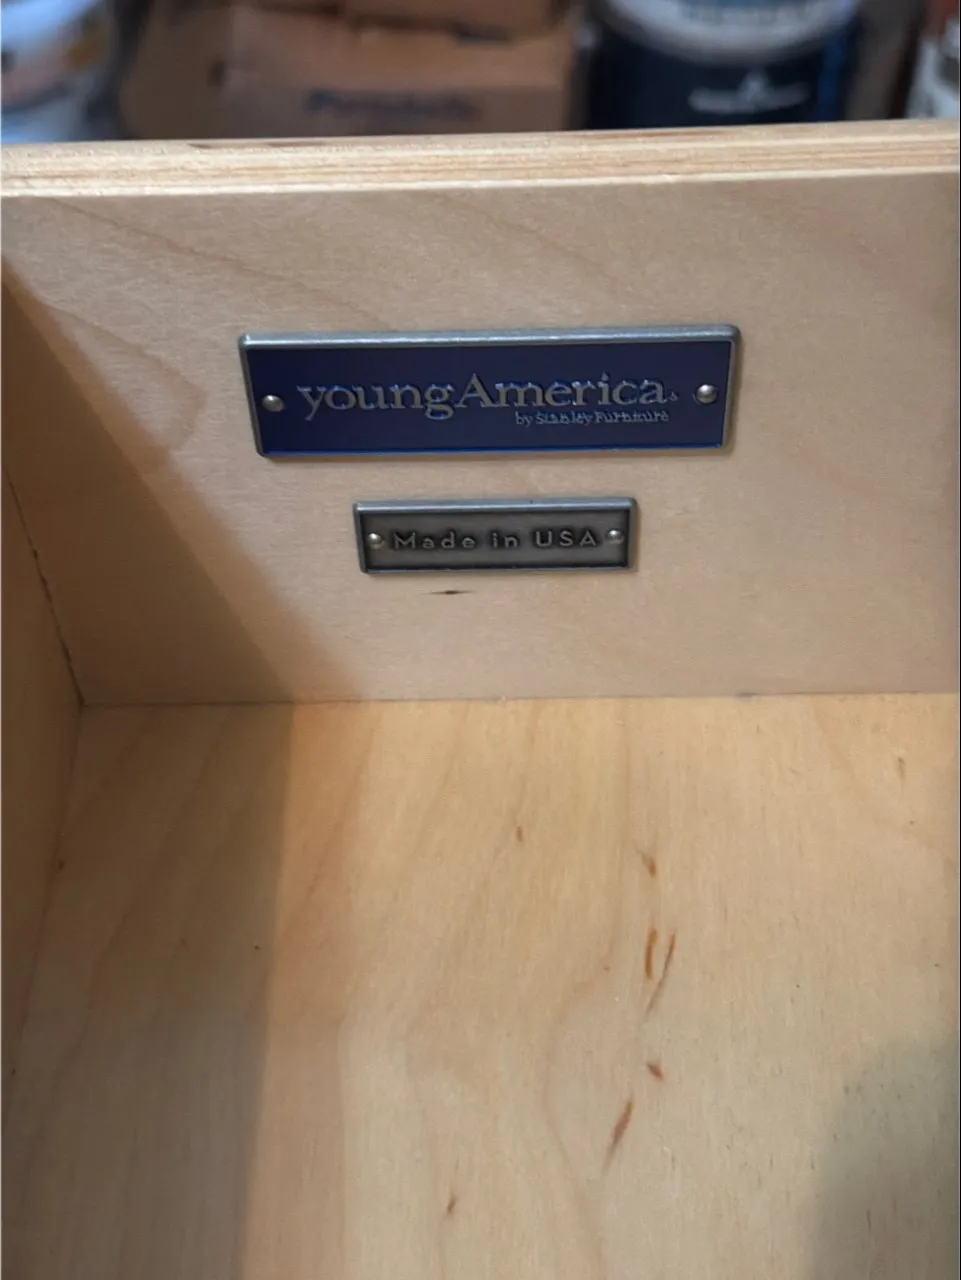 youngAmerica
by Stanley Furniture
Made in USA